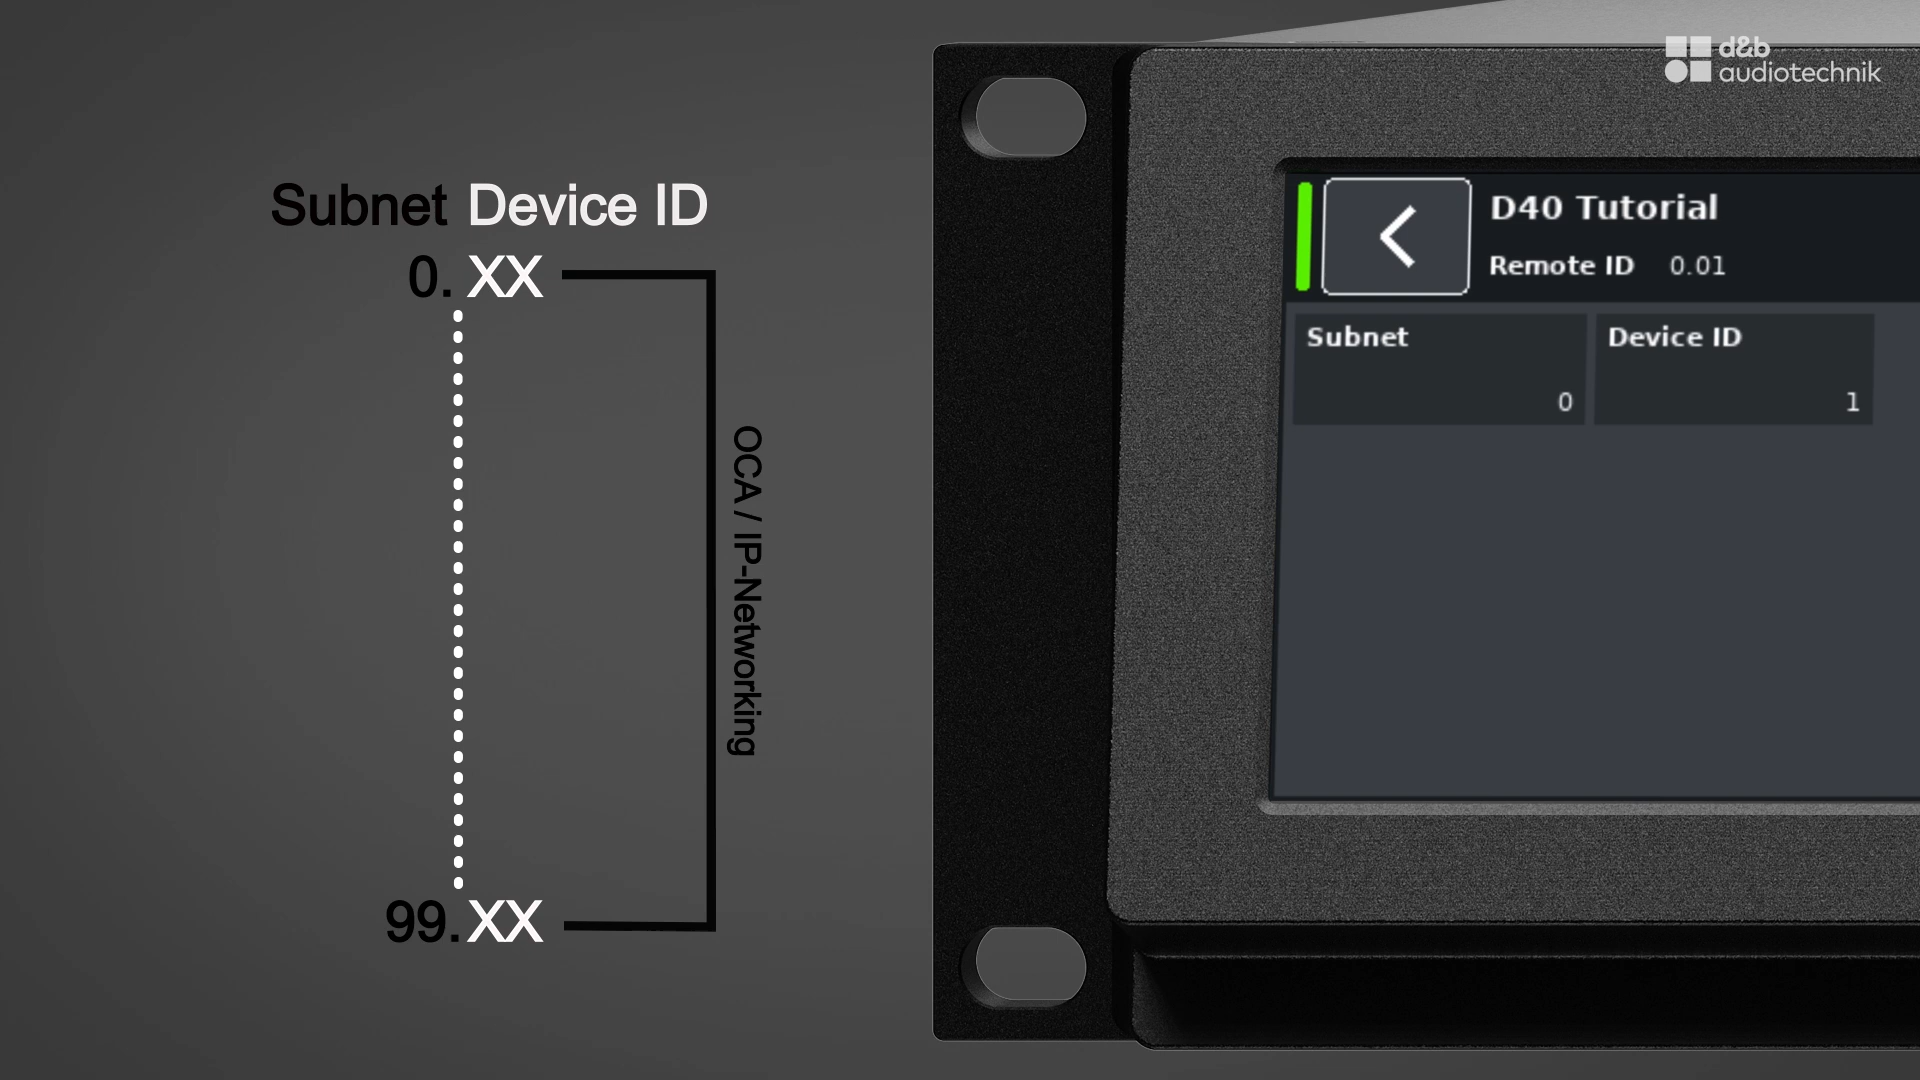 d&b
audiotechnik
Subnet Device ID
0. XX
99. XX
OCA / IP-Networking
D40 Tutorial
Remote ID 0.01
Subnet
0
Device ID
1